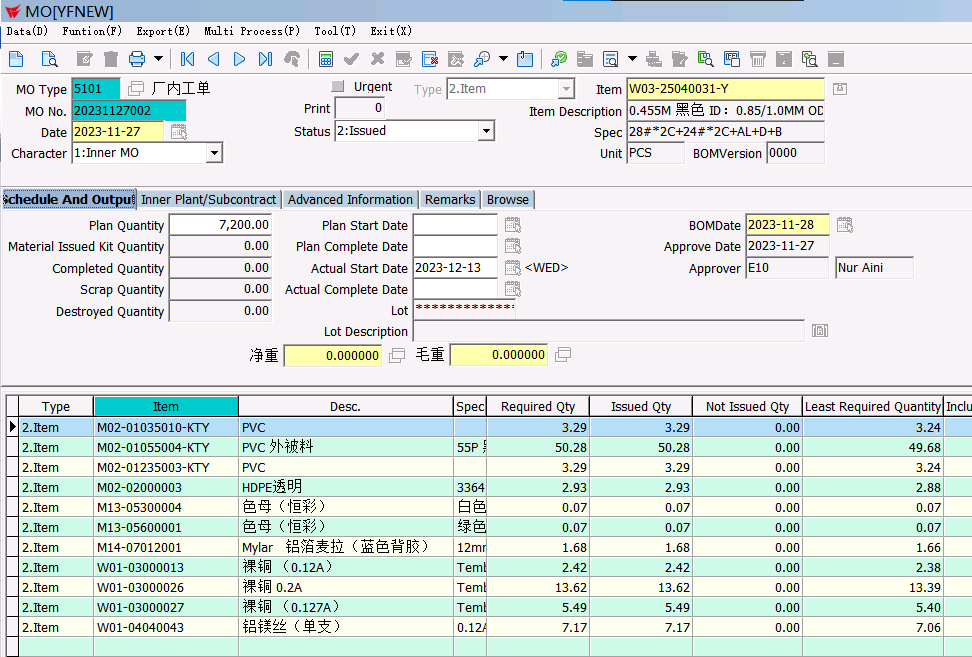 MO[YFNEW]
Data(D) Funtion(F) Export(E) Multi Process(P) Tool(T) Exit(X)
MO Type 5101 厂内工单 Urgent Type 2.Item Item W03-25040031-Y
MO No. 20231127002 Print 0 Item Description 0.455M 黑色 ID：0.85/1.0MM OD
Date 2023-11-27 Status 2:Issued Spec 28#*2C+24#*2C+AL+D+B
Character 1:Inner MO Unit PCS BOMVersion 0000
Schedule And Output Inner Plant/Subcontract Advanced Information Remarks Browse
Plan Quantity 7,200.00 Plan Start Date BOMDate 2023-11-28
Material Issued Kit Quantity 0.00 Plan Complete Date Approve Date 2023-11-27
Completed Quantity 0.00 Actual Start Date 2023-12-13 <WED> Approver E10 Nur Aini
Scrap Quantity 0.00 Actual Complete Date
Destroyed Quantity 0.00 Lot ************
Lot Description
净重 0.000000 毛重 0.000000
Type Item Desc. Spec Required Qty Issued Qty Not Issued Qty Least Required Quantity Inclu
2.Item M02-01035010-KTY PVC 3.29 3.29 0.00 3.24
2.Item M02-01055004-KTY PVC 外被料 55P 50.28 50.28 0.00 49.68
2.Item M02-01235003-KTY PVC 3.29 3.29 0.00 3.24
2.Item M02-02000003 HDPE透明 3364 2.93 2.93 0.00 2.88
2.Item M13-05300004 色母（恒彩） 白色 0.07 0.07 0.00 0.07
2.Item M13-05600001 色母（恒彩） 绿色 0.07 0.07 0.00 0.07
2.Item M14-07012001 Mylar 铝箔麦拉（蓝色背胶） 12mm 1.68 1.68 0.00 1.66
2.Item W01-03000013 裸铜 （0.12A） Temb 2.42 2.42 0.00 2.38
2.Item W01-03000026 裸铜 0.2A Temb 13.62 13.62 0.00 13.39
2.Item W01-03000027 裸铜 （0.127A） Temb 5.49 5.49 0.00 5.40
2.Item W01-04040043 铝镁丝（单支） 0.12A 7.17 7.17 0.00 7.06